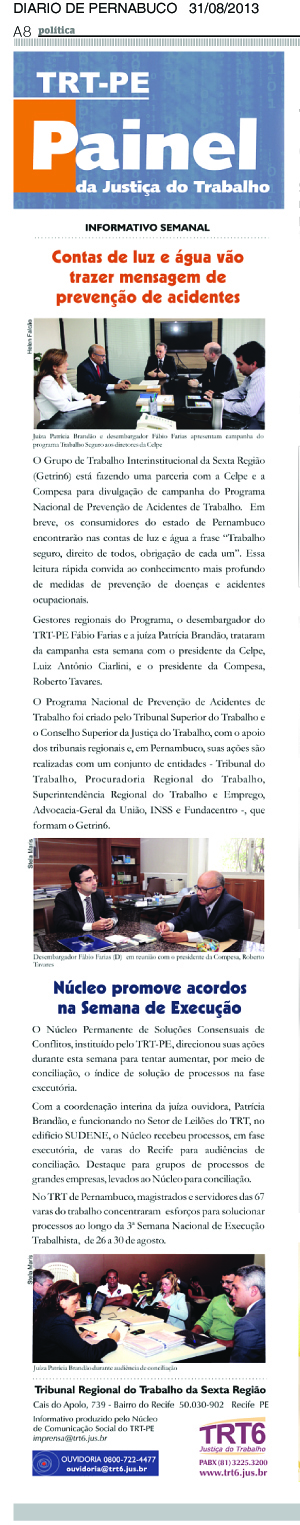 DIARIO DE PERNABUCO 31/08/2013
A8 política
TRT-PE
Painel
da Justiça do Trabalho
INFORMATIVO SEMANAL
Contas de luz e água vão
trazer mensagem de
prevenção de acidentes
Helen Falcão
Juíza Patrícia Brandão e desembargador Fábio Farias apresentam campanha do
programa Trabalho Seguro aos diretores da Celpe
O Grupo de Trabalho Interinstitucional da Sexta Região
(Getrin6) está fazendo uma parceria com a Celpe e a
Compesa para divulgação de campanha do Programa
Nacional de Prevenção de Acidentes de Trabalho. Em
breve, os consumidores do estado de Pernambuco
encontrarão nas contas de luz e água a frase “Trabalho
seguro, direito de todos, obrigação de cada um”. Essa
leitura rápida convida ao conhecimento mais profundo
de medidas de prevenção de doenças e acidentes
ocupacionais.
Gestores regionais do Programa, o desembargador do
TRT-PE Fábio Farias e a juíza Patrícia Brandão, trataram
da campanha esta semana com o presidente da Celpe,
Luiz Antônio Ciarlini, e o presidente da Compesa,
Roberto Tavares.
O Programa Nacional de Prevenção de Acidentes de
Trabalho foi criado pelo Tribunal Superior do Trabalho e
o Conselho Superior da Justiça do Trabalho, com o apoio
dos tribunais regionais e, em Pernambuco, suas ações são
realizadas com um conjunto de entidades - Tribunal do
Trabalho, Procuradoria Regional do Trabalho,
Superintendência Regional do Trabalho e Emprego,
Advocacia-Geral da União, INSS e Fundacentro -, que
formam o Getrin6.
Stela Maris
Desembargador Fábio Farias (D) em reunião com o presidente da Compesa, Roberto
Tavares
Núcleo promove acordos
na Semana de Execução
O Núcleo Permanente de Soluções Consensuais de
Conflitos, instituído pelo TRT-PE, direcionou suas ações
durante esta semana para tentar aumentar, por meio de
conciliação, o índice de solução de processos na fase
executória.
Com a coordenação interina da juíza ouvidora, Patrícia
Brandão, e funcionando no Setor de Leilões do TRT, no
edifício SUDENE, o Núcleo recebeu processos, em fase
executória, de varas do Recife para audiências de
conciliação. Destaque para grupos de processos de
grandes empresas, levados ao Núcleo para conciliação.
No TRT de Pernambuco, magistrados e servidores das 67
varas do trabalho concentraram esforços para solucionar
processos ao longo da 3ª Semana Nacional de Execução
Trabalhista, de 26 a 30 de agosto.
Stela Maris
Juíza Patrícia Brandão durante audiência de conciliação
Tribunal Regional do Trabalho da Sexta Região
Cais do Apolo, 739 - Bairro do Recife 50.030-902 Recife PE
Informativo produzido pelo Núcleo
de Comunicação Social do TRT-PE
imprensa@trt6.jus.br
OUVIDORIA 0800-722-4477
ouvidoria@trt6.jus.br
TRT6
Justiça do Trabalho
PABX (81) 3225.3200
www.trt6.jus.br